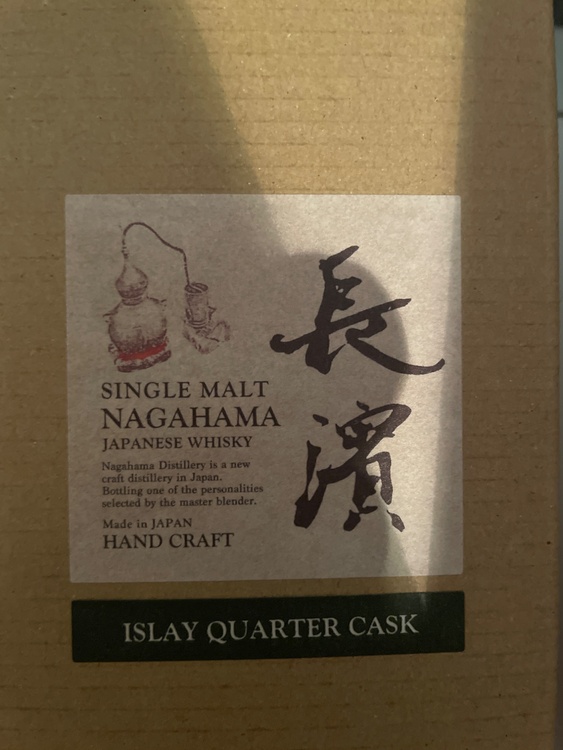 SINGLE MALT
NAGAHAMA
JAPANESE WHISKY
Nagahama Distillery is a new
craft distillery in Japan.
Bottling one of the personalities
selected by the master blender.
Made in JAPAN
HAND CRAFT
長
濱
ISLAY QUARTER CASK